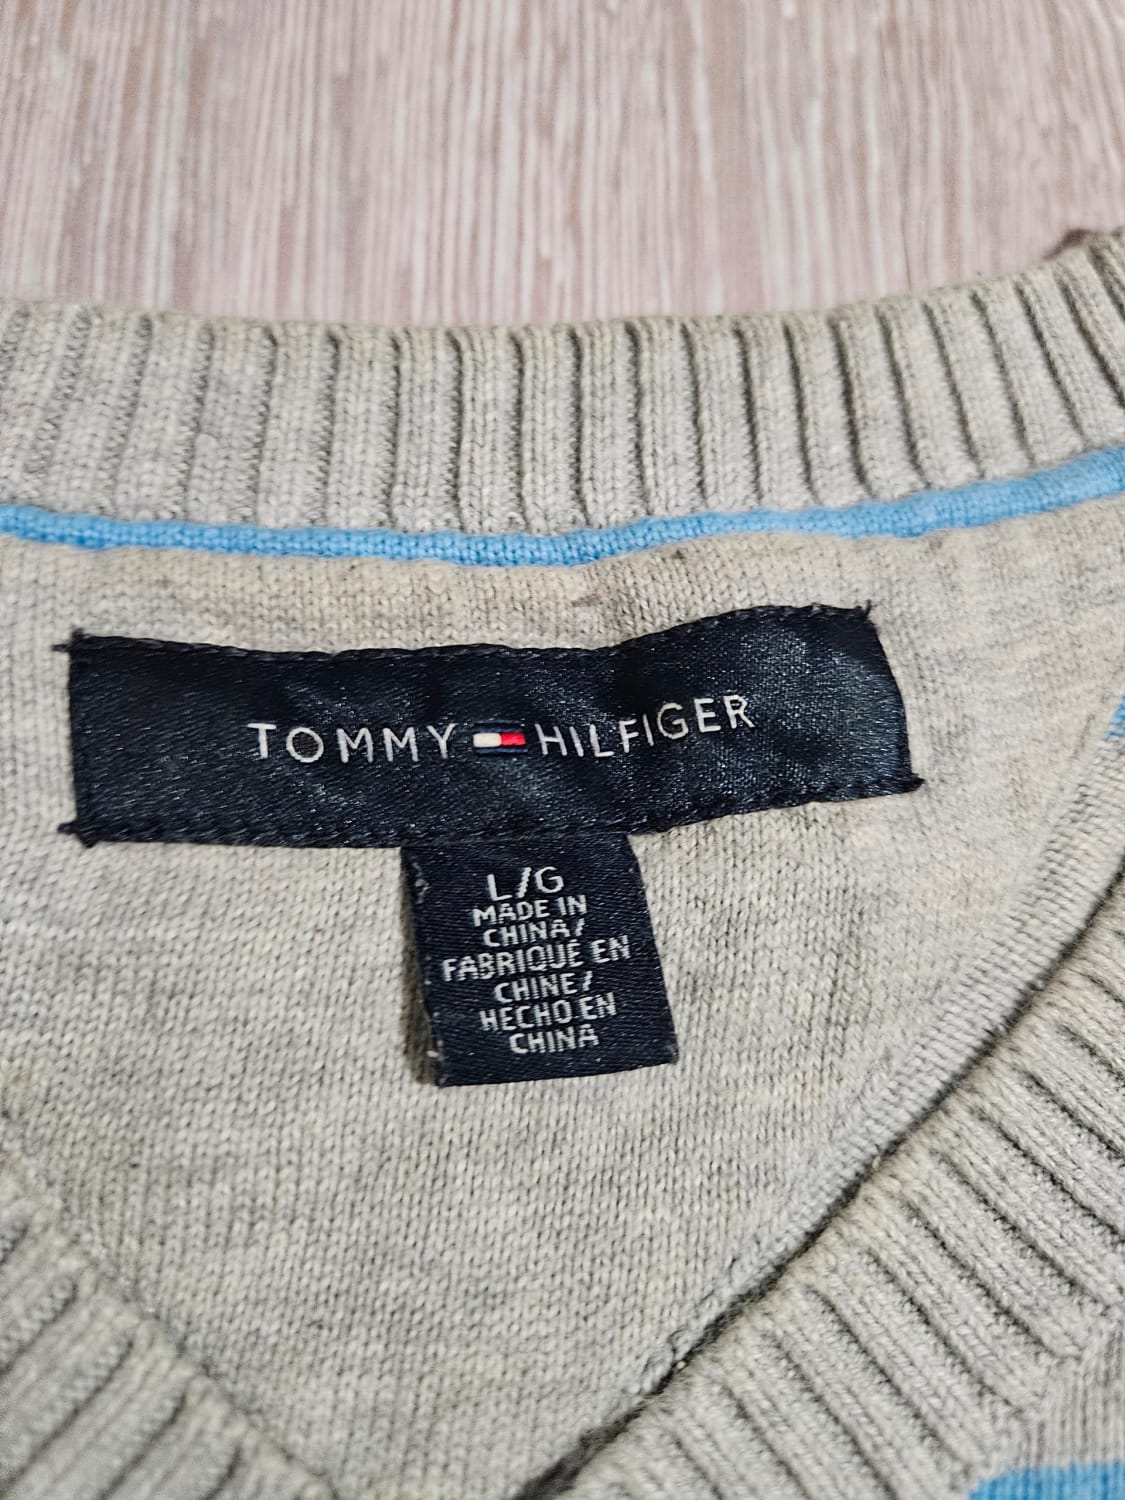 TOMMY HILFIGER
L/G
MADE IN
CHINA/
FABRIQUÉ EN
CHINE/
HECHO EN
CHINA